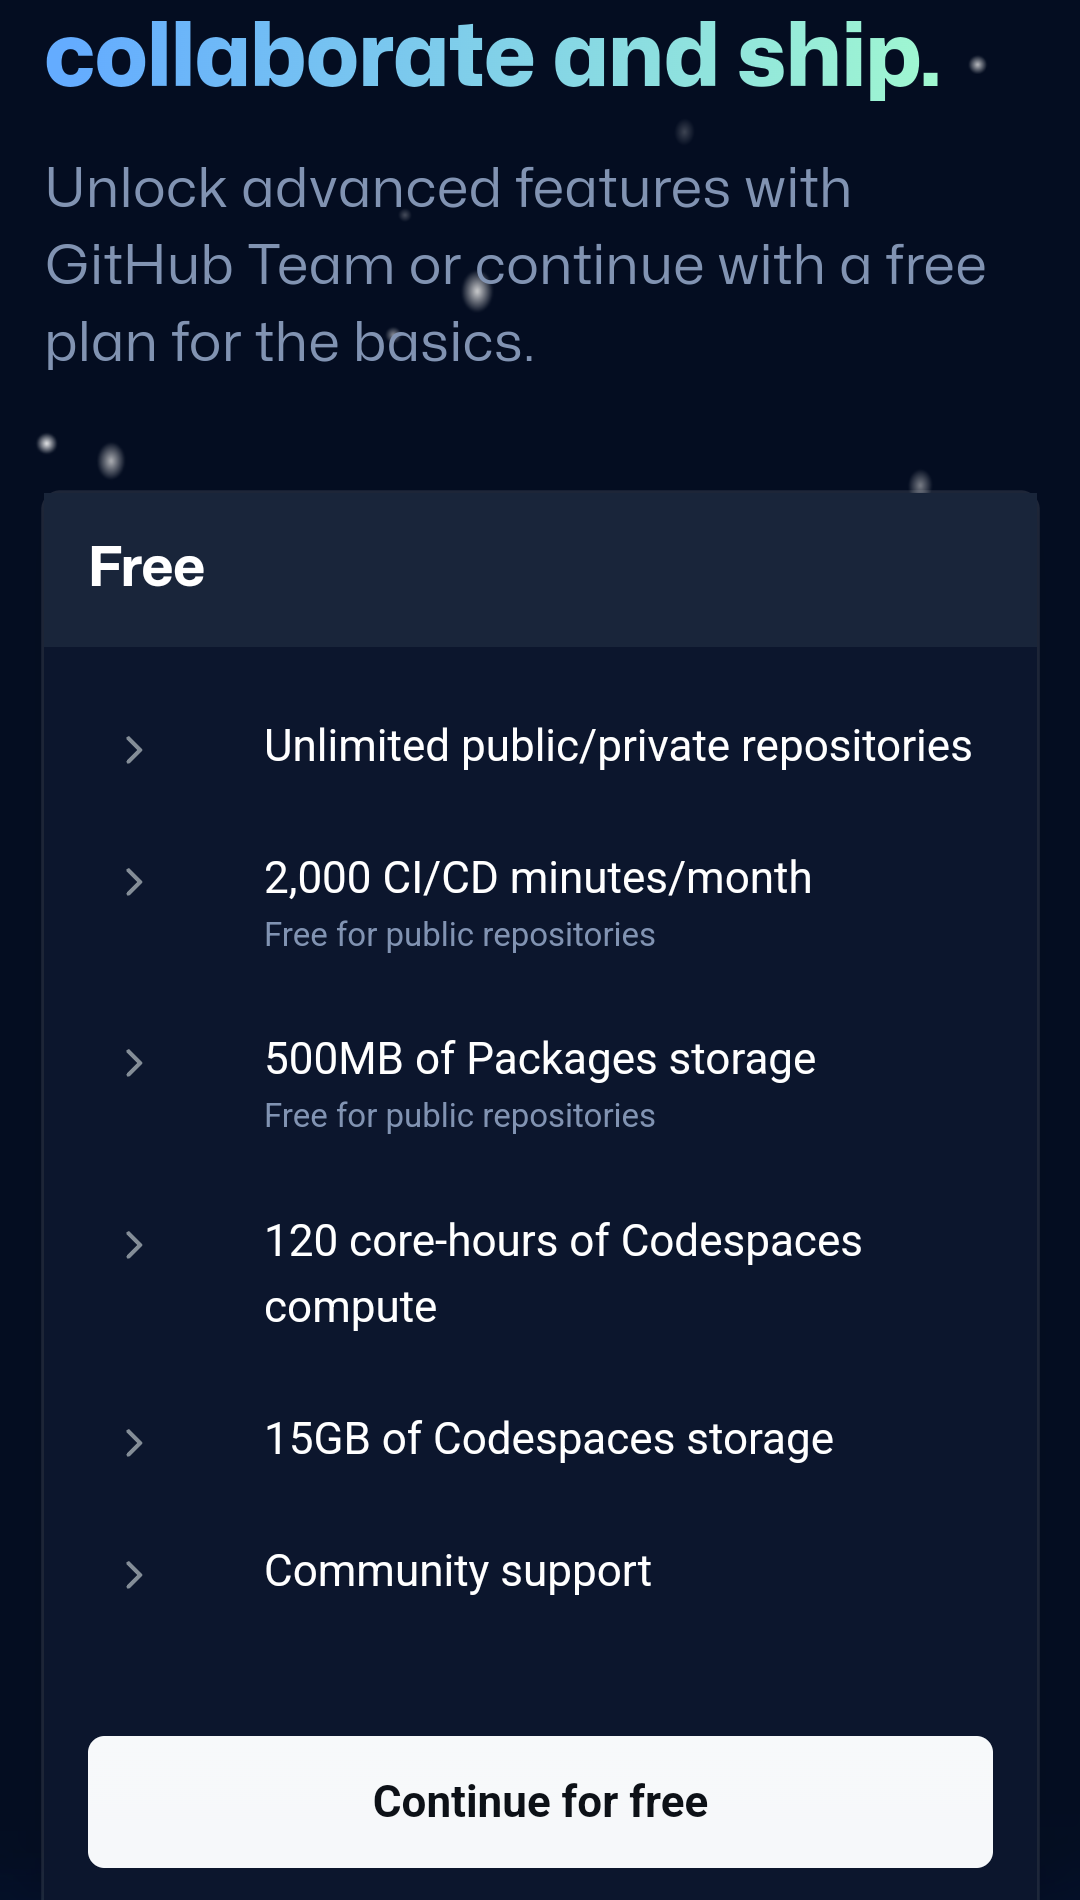 collaborate and ship.
Unlock advanced features with
GitHub Team or continue with a free
plan for the basics.
Free
Unlimited public/private repositories
2,000 CI/CD minutes/month
Free for public repositories
500MB of Packages storage
Free for public repositories
120 core-hours of Codespaces
compute
15GB of Codespaces storage
Community support
Continue for free